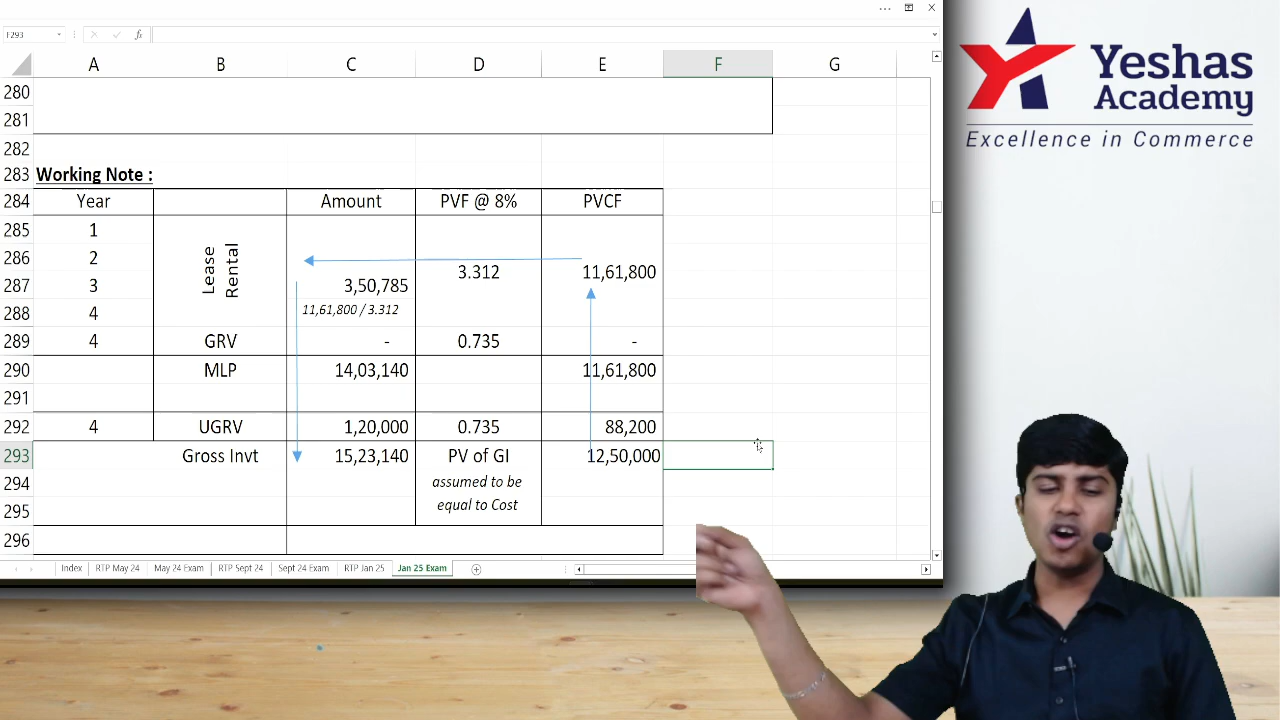 F293
fx
A B C D E F G
280
281
282
283 Working Note :
284 Year Amount PVF @ 8% PVCF
285 1
286 2
287 3
288 4
Lease
Rental
3,50,785 3.312 11,61,800
11,61,800 / 3.312
289 4 GRV - 0.735 -
290 MLP 14,03,140 11,61,800
291
292 4 UGRV 1,20,000 0.735 88,200
293 Gross Invt 15,23,140 PV of GI 12,50,000
294 assumed to be
295 equal to Cost
296
Index RTP May 24 May 24 Exam RTP Sept 24 Sept 24 Exam RTP Jan 25 Jan 25 Exam
Yeshas
Academy
Excellence in Commerce